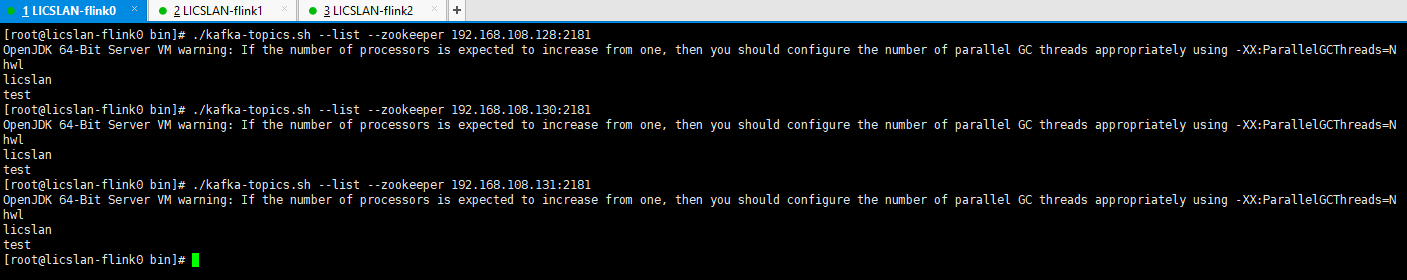 1 LICSLAN-flink0 × 2 LICSLAN-flink1 × 3 LICSLAN-flink2 × +
[root@licslan-flink0 bin]# ./kafka-topics.sh --list --zookeeper 192.168.108.128:2181
OpenJDK 64-Bit Server VM warning: If the number of processors is expected to increase from one, then you should configure the number of parallel GC threads appropriately using -XX:ParallelGCThreads=N
hwl
licslan
test
[root@licslan-flink0 bin]# ./kafka-topics.sh --list --zookeeper 192.168.108.130:2181
OpenJDK 64-Bit Server VM warning: If the number of processors is expected to increase from one, then you should configure the number of parallel GC threads appropriately using -XX:ParallelGCThreads=N
hwl
licslan
test
[root@licslan-flink0 bin]# ./kafka-topics.sh --list --zookeeper 192.168.108.131:2181
OpenJDK 64-Bit Server VM warning: If the number of processors is expected to increase from one, then you should configure the number of parallel GC threads appropriately using -XX:ParallelGCThreads=N
hwl
licslan
test
[root@licslan-flink0 bin]#